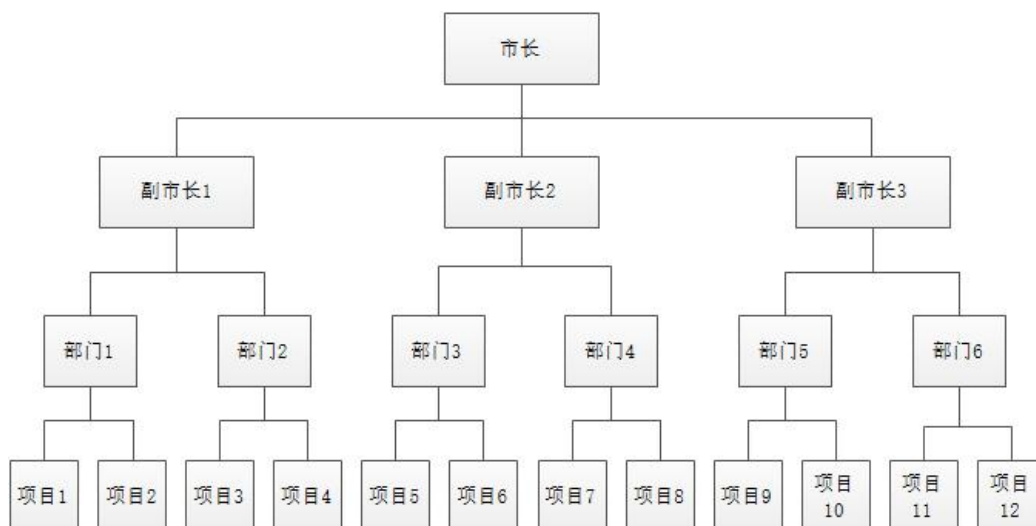 市长
副市长1
副市长2
副市长3
部门1
部门2
部门3
部门4
部门5
部门6
项目1
项目2
项目3
项目4
项目5
项目6
项目7
项目8
项目9
项目
10
项目
11
项目
12